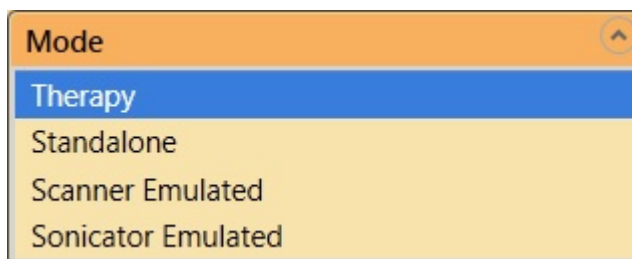 Mode
Therapy
Standalone
Scanner Emulated
Sonicator Emulated